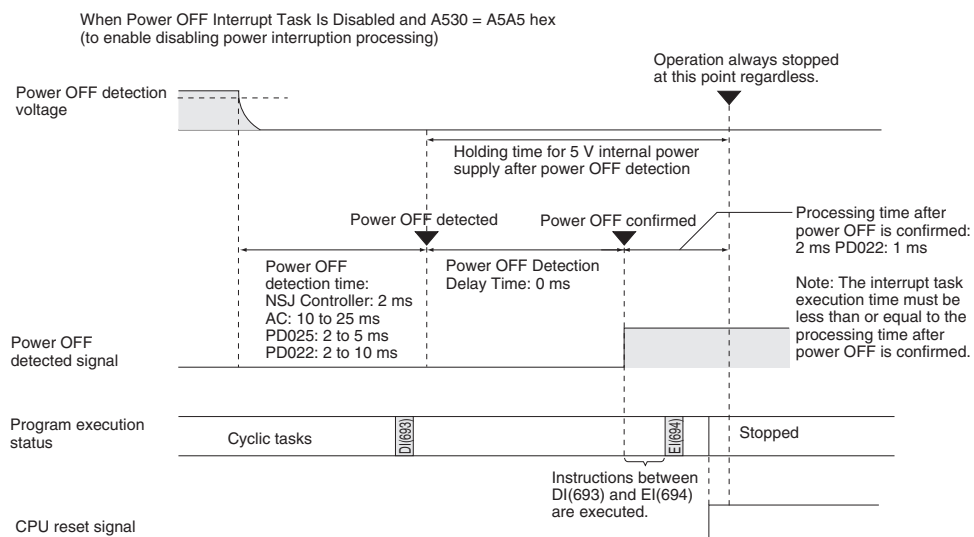 When Power OFF Interrupt Task Is Disabled and A530 = A5A5 hex
(to enable disabling power interruption processing)
Operation always stopped
at this point regardless.
Power OFF detection
voltage
Holding time for 5 V internal power
supply after power OFF detection
Power OFF detected
Power OFF confirmed
Processing time after
power OFF is confirmed:
2 ms PD022: 1 ms
Power OFF
detection time:
NSJ Controller: 2 ms
AC: 10 to 25 ms
PD025: 2 to 5 ms
PD022: 2 to 10 ms
Power OFF Detection
Delay Time: 0 ms
Note: The interrupt task
execution time must be
less than or equal to the
processing time after
power OFF is confirmed.
Power OFF
detected signal
Program execution
status
Cyclic tasks
DI(693)
EI(694)
Stopped
Instructions between
DI(693) and EI(694)
are executed.
CPU reset signal